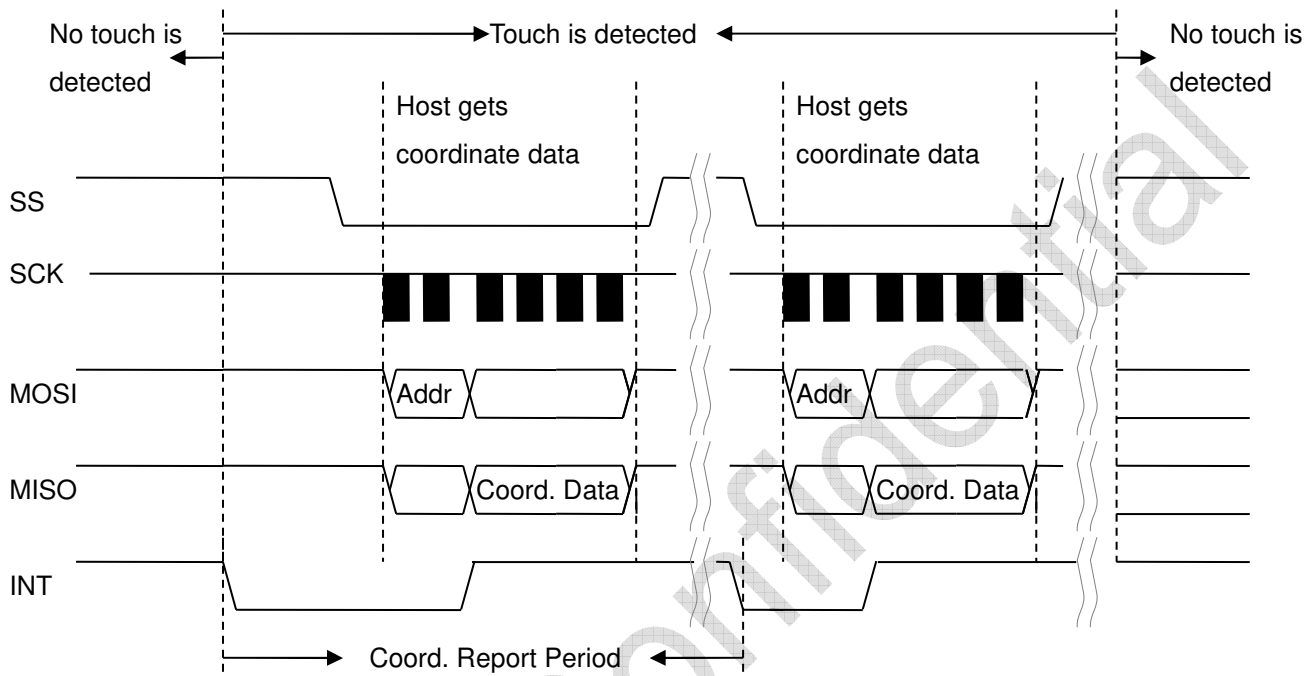 No touch is
detected
Touch is detected
No touch is
detected
Host gets
coordinate data
Host gets
coordinate data
SS
SCK
MOSI
Addr
Addr
MISO
Coord. Data
Coord. Data
INT
Coord. Report Period
Confidential